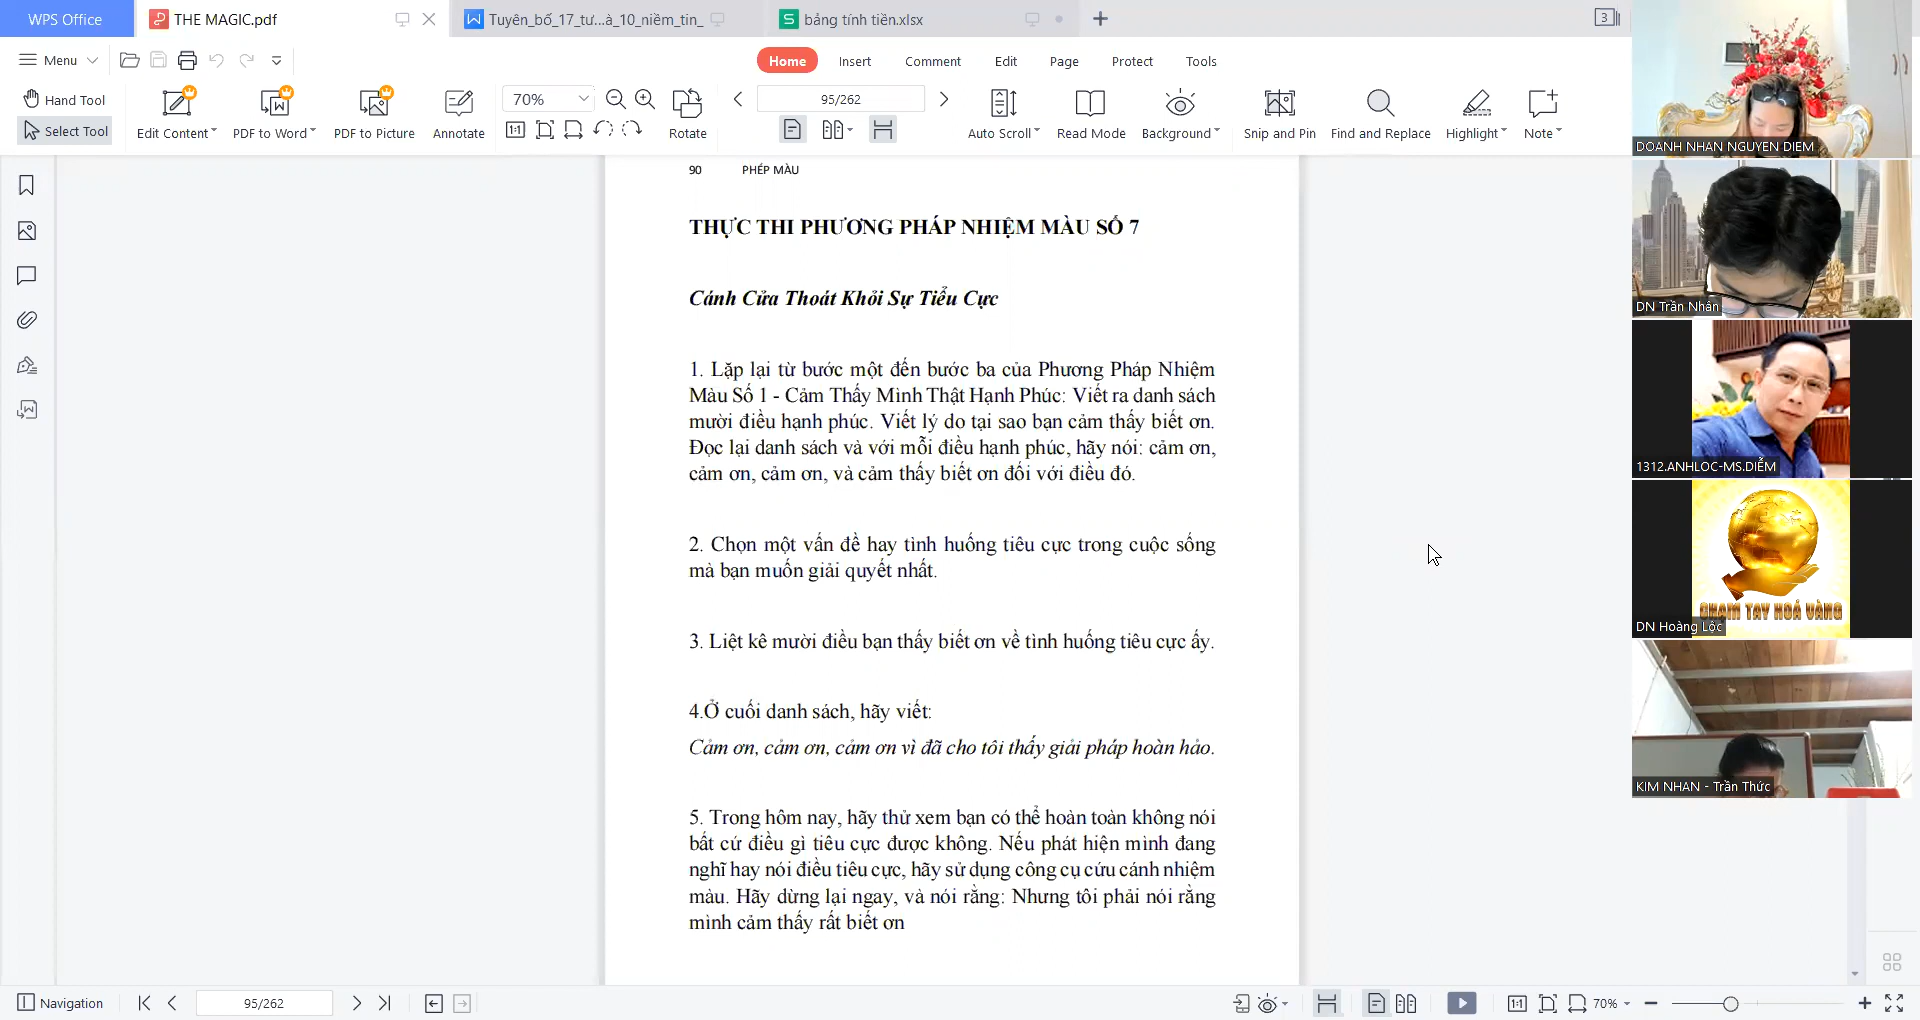 WPS Office
THE MAGIC.pdf
Tuyên_bố_17_tư...à_10_niềm_tin_
bảng tính tiền.xlsx
3
Menu
Home
Insert
Comment
Edit
Page
Protect
Tools
Hand Tool
Select Tool
Edit Content
PDF to Word
PDF to Picture
Annotate
70%
1:1
Rotate
95/262
Auto Scroll
Read Mode
Background
Snip and Pin
Find and Replace
Highlight
Note
90 PHÉP MÀU
THỰC THI PHƯƠNG PHÁP NHIỆM MÀU SỐ 7
Cánh Cửa Thoát Khỏi Sự Tiểu Cực
1. Lặp lại từ bước một đến bước ba của Phương Pháp Nhiệm
Màu Số 1 - Cảm Thấy Mình Thật Hạnh Phúc: Viết ra danh sách
mười điều hạnh phúc. Viết lý do tại sao bạn cảm thấy biết ơn.
Đọc lại danh sách và với mỗi điều hạnh phúc, hãy nói: cảm ơn,
cảm ơn, cảm ơn, và cảm thấy biết ơn đối với điều đó.
2. Chọn một vấn đề hay tình huống tiêu cực trong cuộc sống
mà bạn muốn giải quyết nhất.
3. Liệt kê mười điều bạn thấy biết ơn về tình huống tiêu cực ấy.
4.Ở cuối danh sách, hãy viết:
Cảm ơn, cảm ơn, cảm ơn vì đã cho tôi thấy giải pháp hoàn hảo.
5. Trong hôm nay, hãy thử xem bạn có thể hoàn toàn không nói
bất cứ điều gì tiêu cực được không. Nếu phát hiện mình đang
nghĩ hay nói điều tiêu cực, hãy sử dụng công cụ cứu cánh nhiệm
màu. Hãy dừng lại ngay, và nói rằng: Nhưng tôi phải nói rằng
mình cảm thấy rất biết ơn
DOANH NHAN NGUYEN DIEM
DN Trần Nhân
1312.ANHLOC-MS.DIỄM
CHẠM TAY HOÁ VÀNG
DN Hoàng Lộc
KIM NHAN - Trần Thức
Navigation
95/262
1:1
70%